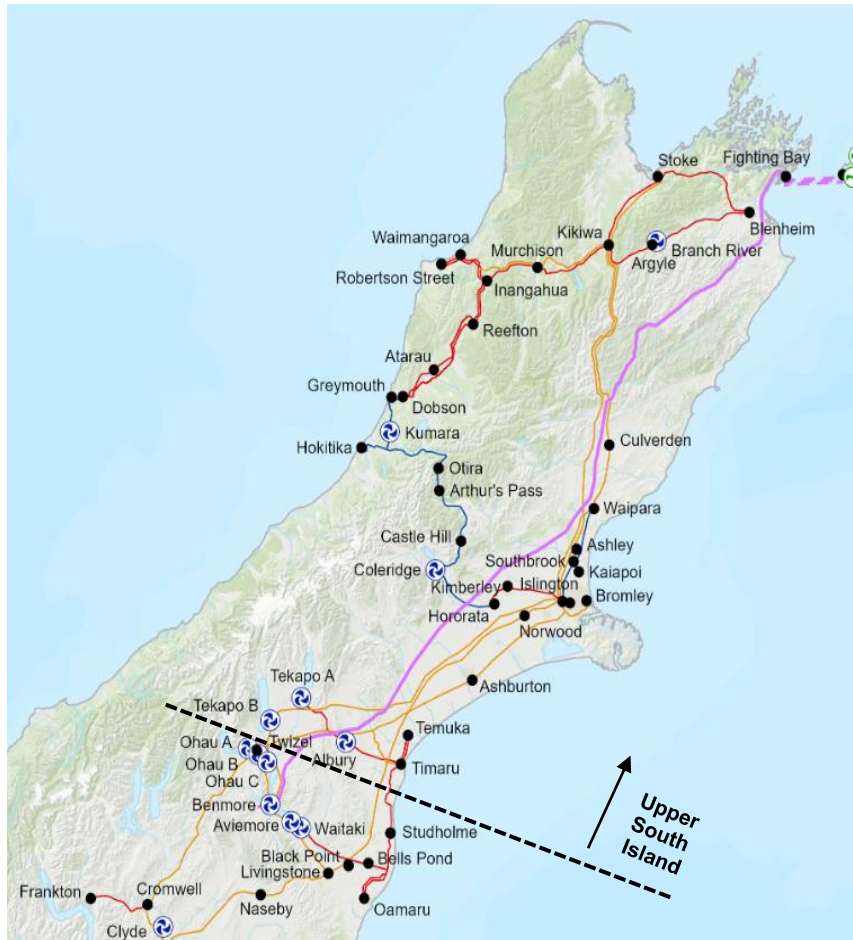 Stoke
Fighting Bay
Blenheim
Kikiwa
Branch River
Argyle
Waimangaroa
Murchison
Robertson Street
Inangahua
Reefton
Atarau
Greymouth
Dobson
Kumara
Hokitika
Culverden
Otira
Arthur's Pass
Waipara
Castle Hill
Ashley
Southbrook
Coleridge
Kaiapoi
Kimberley
Islington
Bromley
Hororata
Norwood
Tekapo A
Ashburton
Tekapo B
Temuka
Ohau A
Twizel
Albury
Ohau B
Timaru
Ohau C
Benmore
Upper
South
Island
Aviemore
Waitaki
Studholme
Black Point
Bells Pond
Livingstone
Frankton
Cromwell
Naseby
Oamaru
Clyde